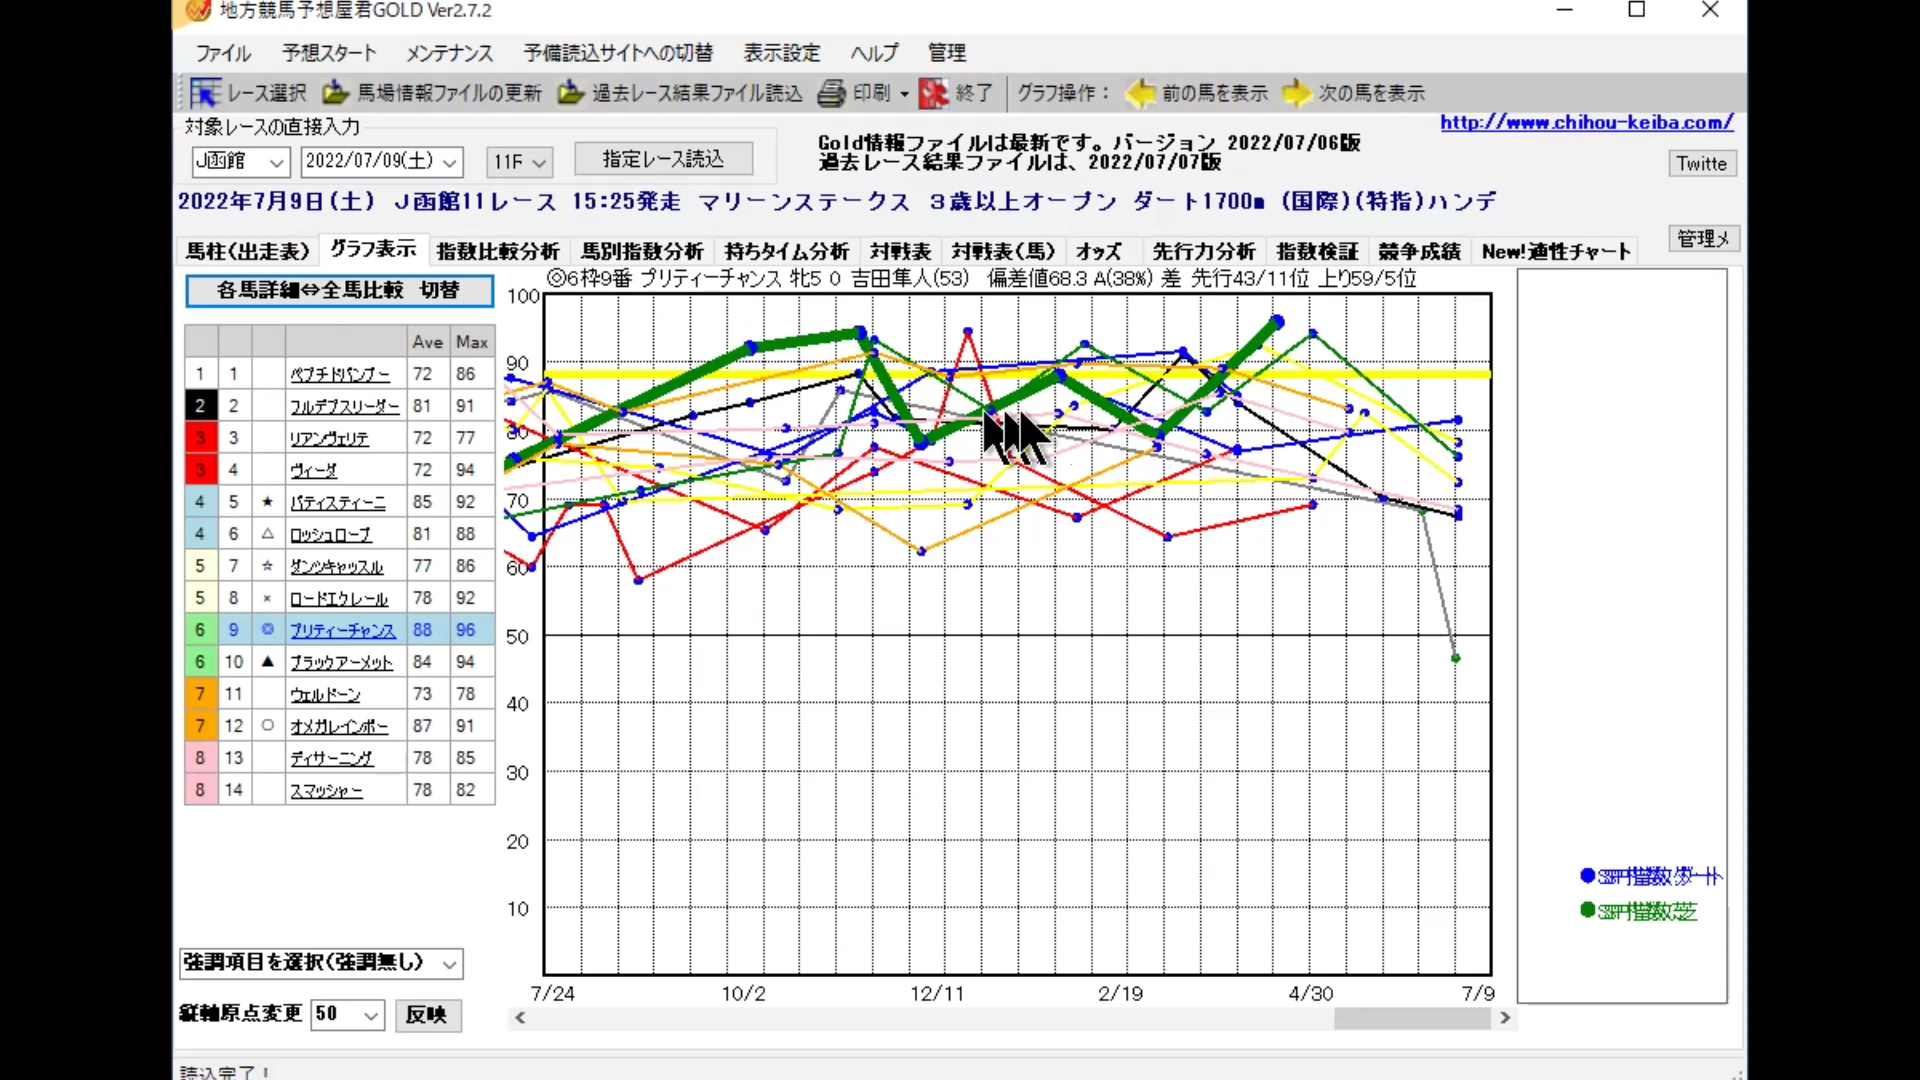 地方競馬予想屋君GOLD Ver2.7.2
ファイル 予想スタート メンテナンス 予備読込サイトへの切替 表示設定 ヘルプ 管理
レース選択 馬場情報ファイルの更新 過去レース結果ファイル読込 印刷 終了 グラフ操作： 前の馬を表示 次の馬を表示
対象レースの直接入力
http://www.chihou-keiba.com/
Gold情報ファイルは最新です。バージョン 2022/07/06版
過去レース結果ファイルは、2022/07/07版
J函館 2022/07/09(土) 11R 指定レース読込
Twitte
2022年7月9日(土) J函館11レース 15:25発走 マリーンステークス 3歳以上オープン ダート1700m (国際)(特指)ハンデ
管理メ
馬柱(出走表) グラフ表示 指数比較分析 馬別指数分析 持ちタイム分析 対戦表 対戦表(馬) オッズ 先行力分析 指数検証 競争成績 New!適性チャート
各馬詳細⇔全馬比較 切替
◎6枠9番 プリティーチャンス 牝5 0 吉田隼人(53) 偏差値68.3 A(38%) 差 先行43/11位 上り59/5位
Ave Max
1 1 ペプチドバンブー 72 86
2 2 フルデプスリーダー 81 91
3 3 リアンヴェリテ 72 77
3 4 ヴィーダ 72 94
4 5 ★ バティスティーニ 85 92
4 6 △ ロッシュローブ 81 88
5 7 ☆ ダンツキャッスル 77 86
5 8 × ロードエクレール 78 92
6 9 ◎ プリティーチャンス 88 96
6 10 ▲ ブラックアーメット 84 94
7 11 ウェルドーン 73 78
7 12 ○ オメガレインボー 87 91
8 13 ディサーニング 78 85
8 14 スマッシャー 78 82
100
90
80
70
60
50
40
30
20
10
7/24 10/2 12/11 2/19 4/30 7/9
強調項目を選択(強調無し)
縦軸原点変更 50 反映
読込完了！